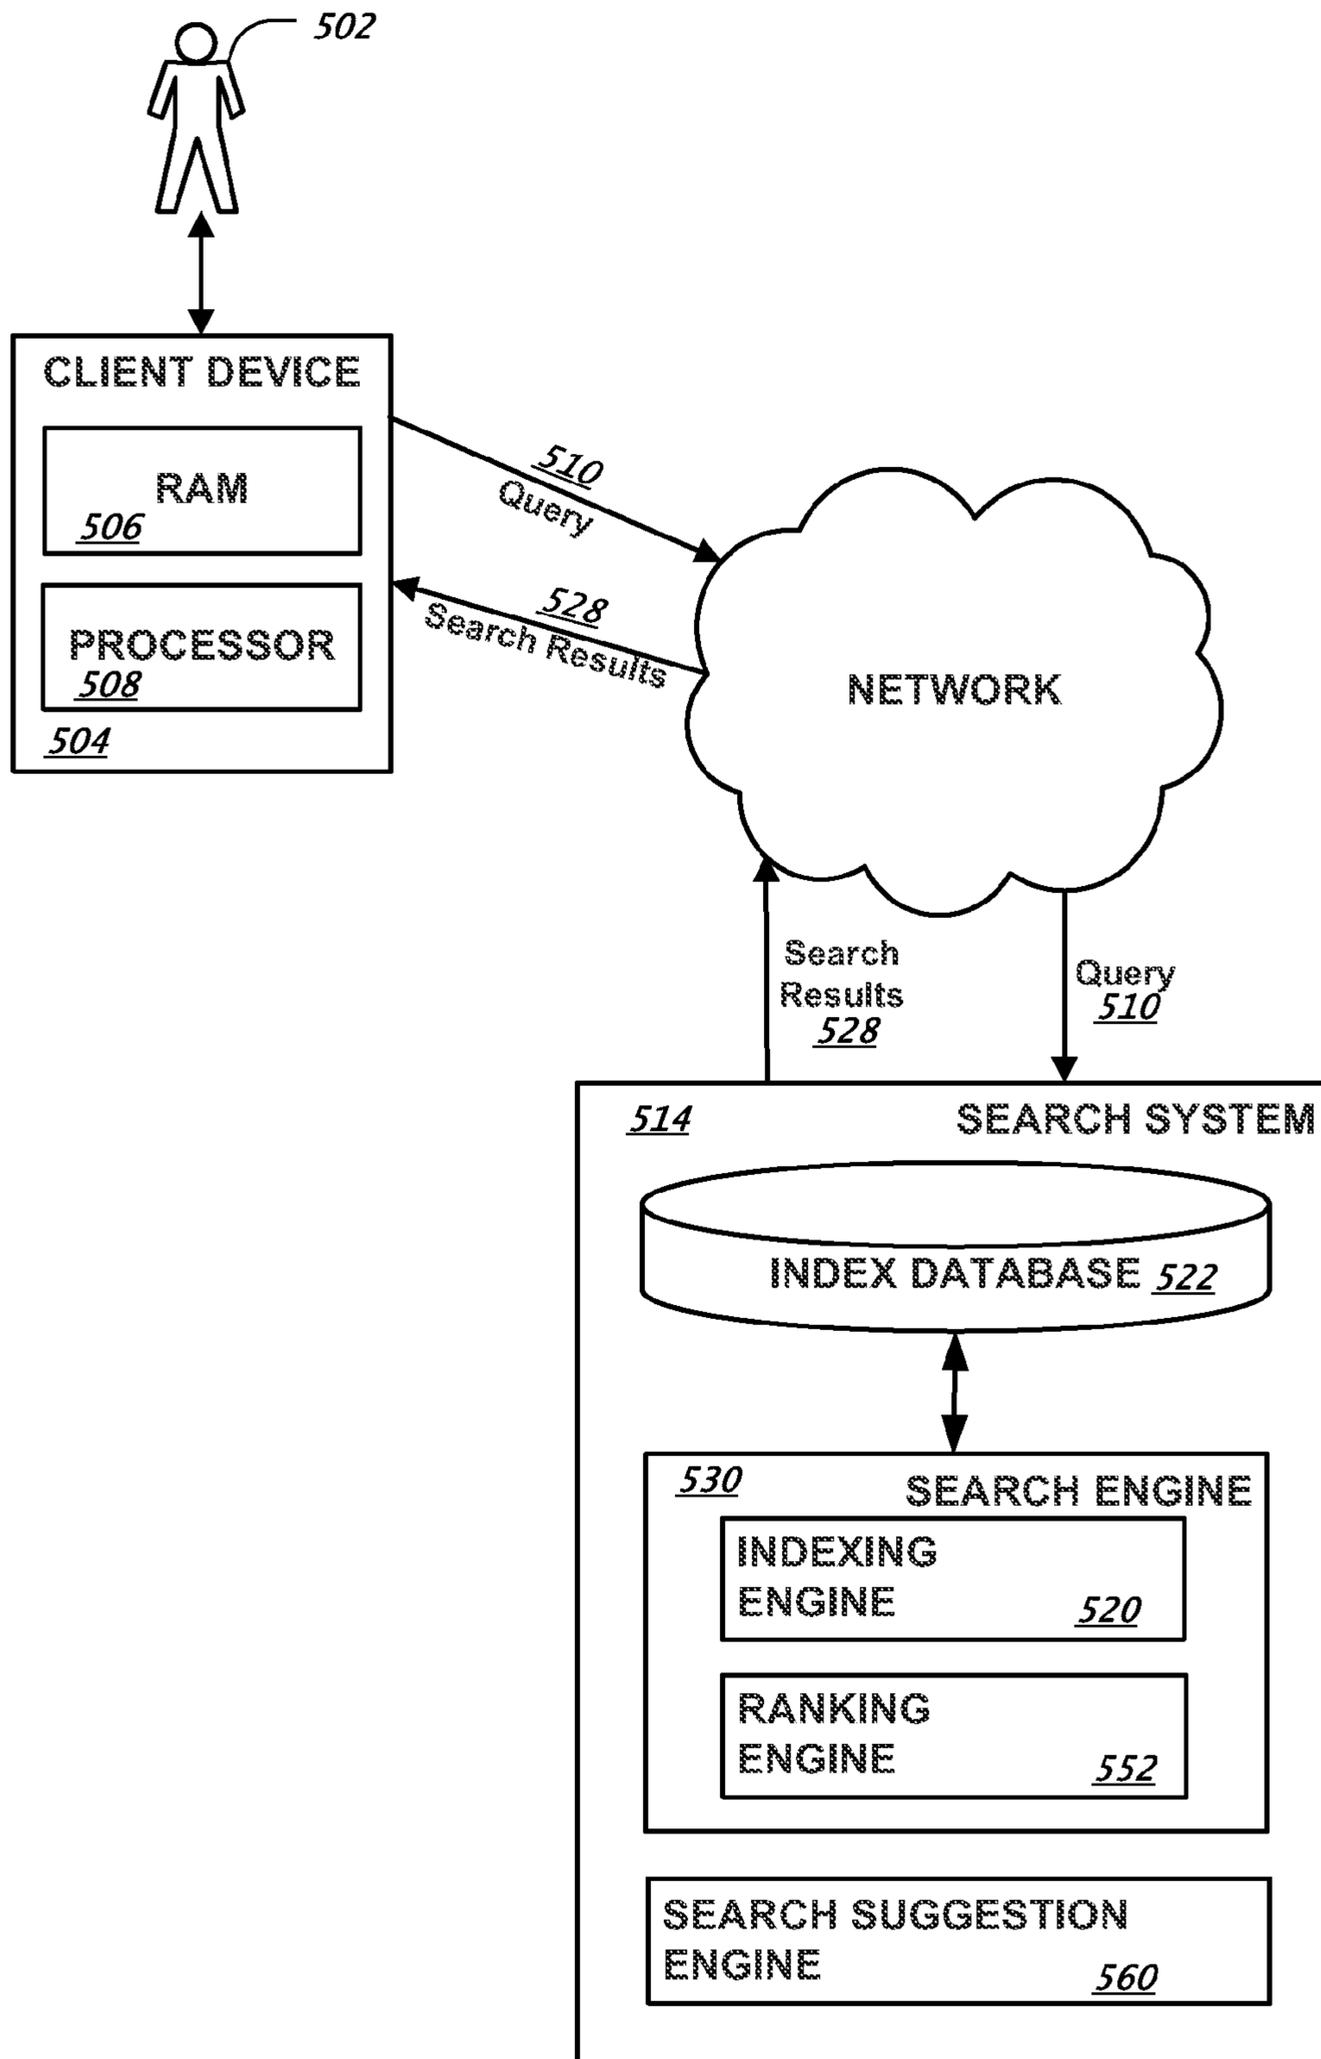 502
CLIENT DEVICE
RAM
506
PROCESSOR
508
504
510
Query
528
Search Results
NETWORK
Search
Results
528
Query
510
514
SEARCH SYSTEM
INDEX DATABASE 522
530
SEARCH ENGINE
INDEXING
ENGINE
520
RANKING
ENGINE
552
SEARCH SUGGESTION
ENGINE
560